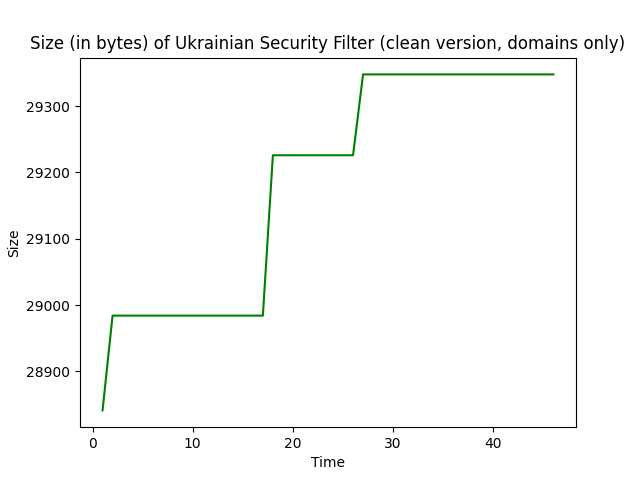 Size (in bytes) of Ukrainian Security Filter (clean version, domains only)
29300
29200
29100
29000
28900
Size
0 10 20 30 40
Time